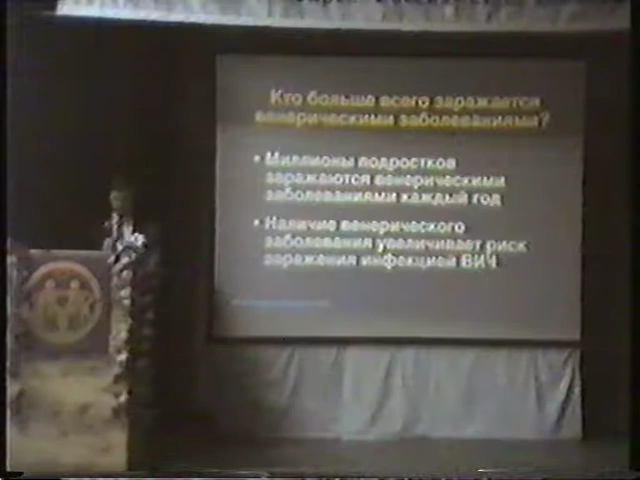 Кто больше всего заражается
венерическими заболеваниями?
• Миллионы подростков
заражаются венерическими
заболеваниями каждый год
• Наличие венерического
заболевания увеличивает риск
заражения инфекцией ВИЧ